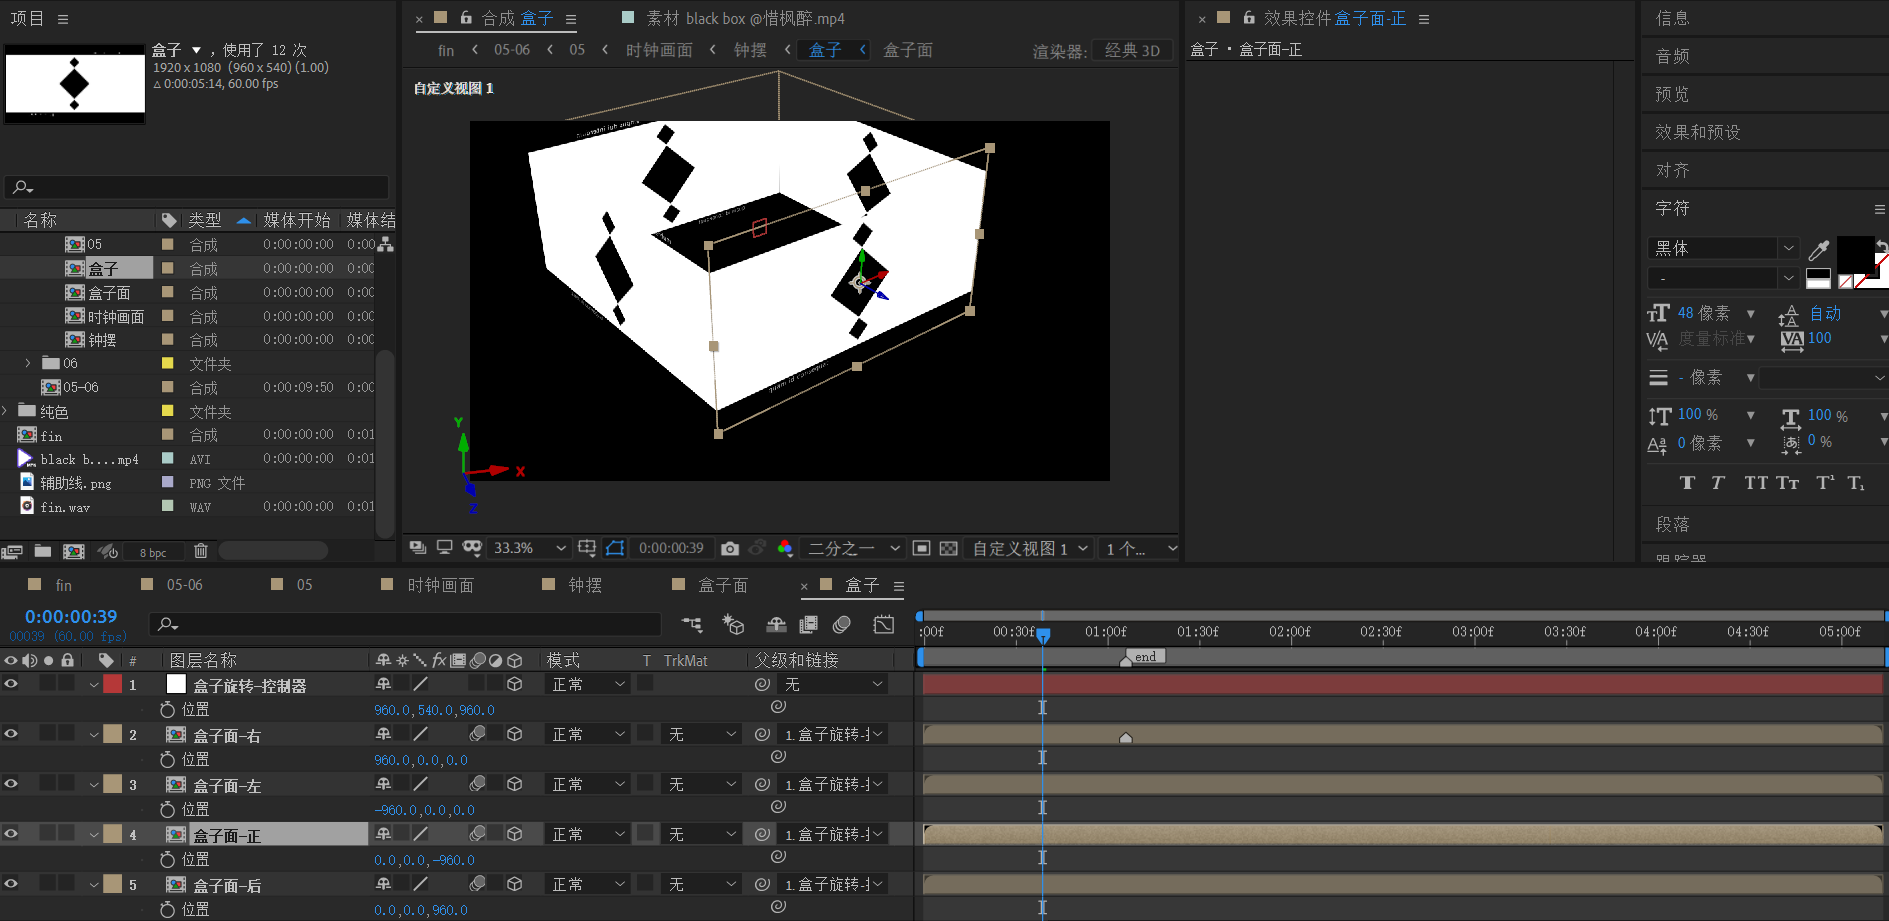 项目
盒子 ▼ ，使用了 12 次
1920 x 1080 (960 x 540) (1.00)
Δ 0:00:05:14, 60.00 fps
名称 类型 媒体开始 媒体结
05 合成 0:00:00:00 0:00
盒子 合成 0:00:00:00 0:00
盒子面 合成 0:00:00:00 0:00
时钟画面 合成 0:00:00:00 0:00
钟摆 合成 0:00:00:00 0:00
06 文件夹
05-06 合成 0:00:09:50 0:00
纯色 文件夹
fin 合成 0:00:00:00 0:01
black b....mp4 AVI 0:00:00:00 0:01
辅助线.png PNG 文件
fin.wav WAV 0:00:00:00 0:01
8 bpc
× 合成 盒子
素材 black box @惜枫醉.mp4
fin ‹ 05-06 ‹ 05 ‹ 时钟画面 ‹ 钟摆 ‹ 盒子 ‹ 盒子面
渲染器: 经典 3D
自定义视图 1
Y
X
Z
33.3% 0:00:00:39 二分之一 自定义视图 1 1 个...
× 效果控件 盒子面-正
盒子・盒子面-正
信息
音频
预览
效果和预设
对齐
字符
黑体
-
48 像素 自动
度量标准 100
- 像素
100 % 100 %
0 像素 0 %
段落
跟踪器
fin 05-06 05 时钟画面 钟摆 盒子面 × 盒子
0:00:00:39
00039 (60.00 fps)
:00f 00:30f 01:00f 01:30f 02:00f 02:30f 03:00f 03:30f 04:00f 04:30f 05:00f
end
# 图层名称 模式 T TrkMat 父级和链接
1 盒子旋转-控制器 正常 无
位置 960.0,540.0,960.0
2 盒子面-右 正常 无 1. 盒子旋转-
位置 960.0,0.0,0.0
3 盒子面-左 正常 无 1. 盒子旋转-
位置 -960.0,0.0,0.0
4 盒子面-正 正常 无 1. 盒子旋转-
位置 0.0,0.0,-960.0
5 盒子面-后 正常 无 1. 盒子旋转-
位置 0.0,0.0,960.0